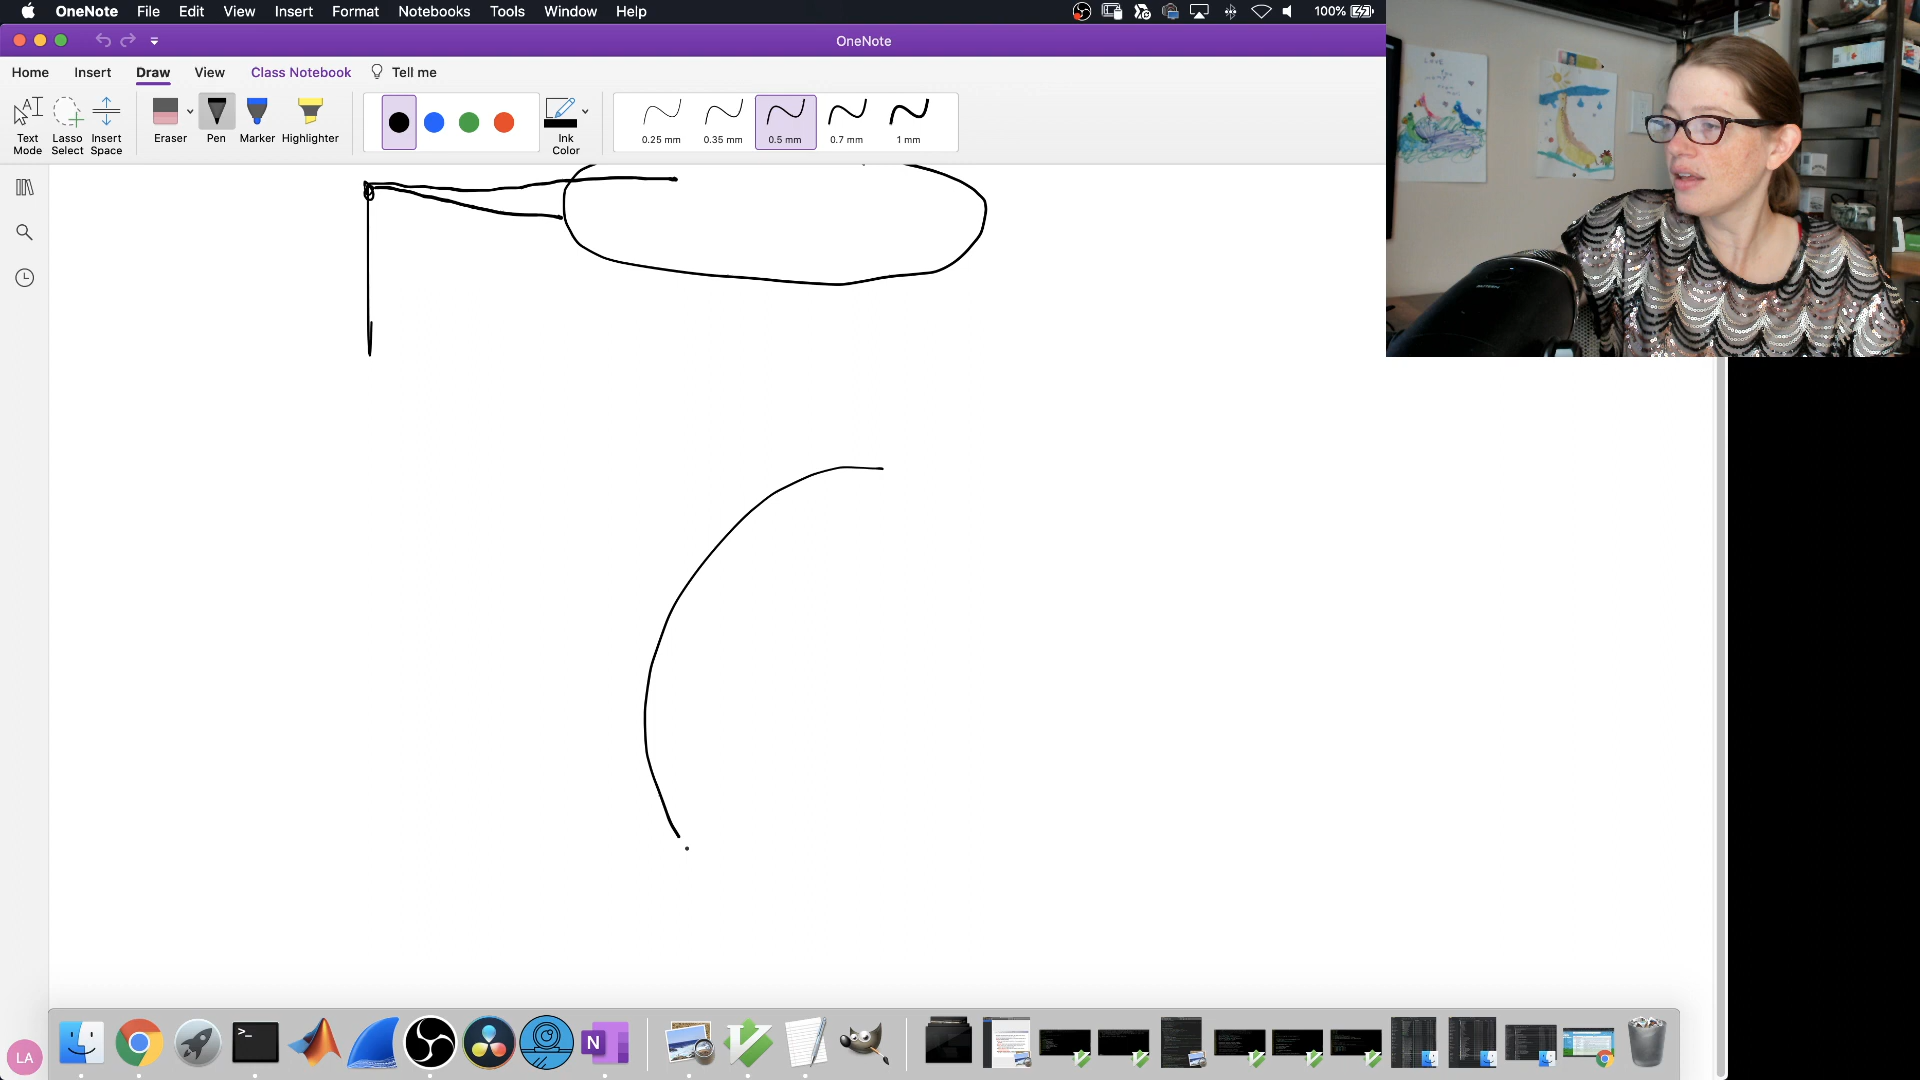 OneNote File Edit View Insert Format Notebooks Tools Window Help 100%
OneNote
Home Insert Draw View Class Notebook Tell me
Text Mode
Lasso Select
Insert Space
Eraser
Pen
Marker
Highlighter
Ink Color
0.25 mm
0.35 mm
0.5 mm
0.7 mm
1 mm
LA
>_
N